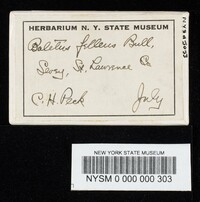 HERBARIUM N. Y. STATE MUSEUM
Boletus felleus Bull,
St. Lawrence Co
C. H. Peck July
NEW YORK STATE MUSEUM
NYSM 0 000 000 303